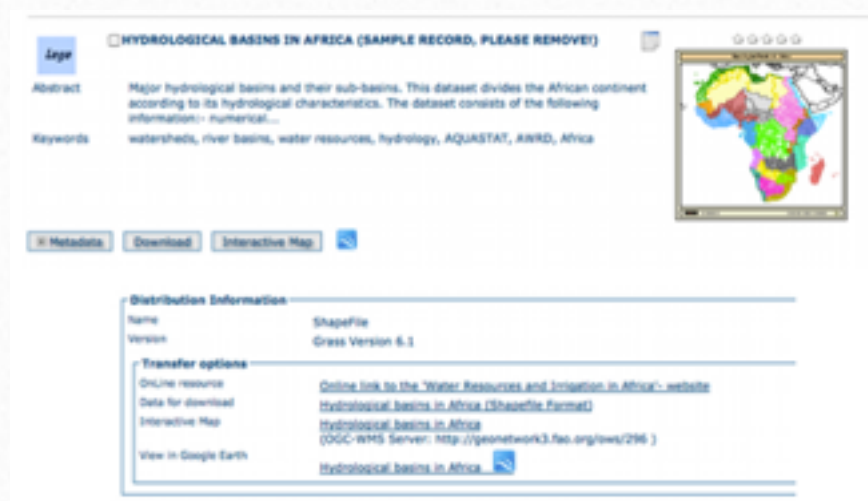 HYDROLOGICAL BASINS IN AFRICA (SAMPLE RECORD, PLEASE REMOVE!)
Abstract
Major hydrological basins and their sub-basins. This dataset divides the African continent
according to its hydrological characteristics. The dataset consists of the following
information:- numerical...
Keywords
watersheds, river basins, water resources, hydrology, AQUASTAT, AWRD, Africa
Metadata Download Interactive Map
Distribution Information
Name ShapeFile
Version Grass Version 6.1
Transfer options
OnLine resource Online link to the 'Water Resources and Irrigation in Africa'- website
Data for download Hydrological basins in Africa (Shapefile Format)
Interactive Map Hydrological basins in Africa
(OGC-WMS Server: http://geonetwork3.fao.org/ows/296 )
View in Google Earth
Hydrological basins in Africa